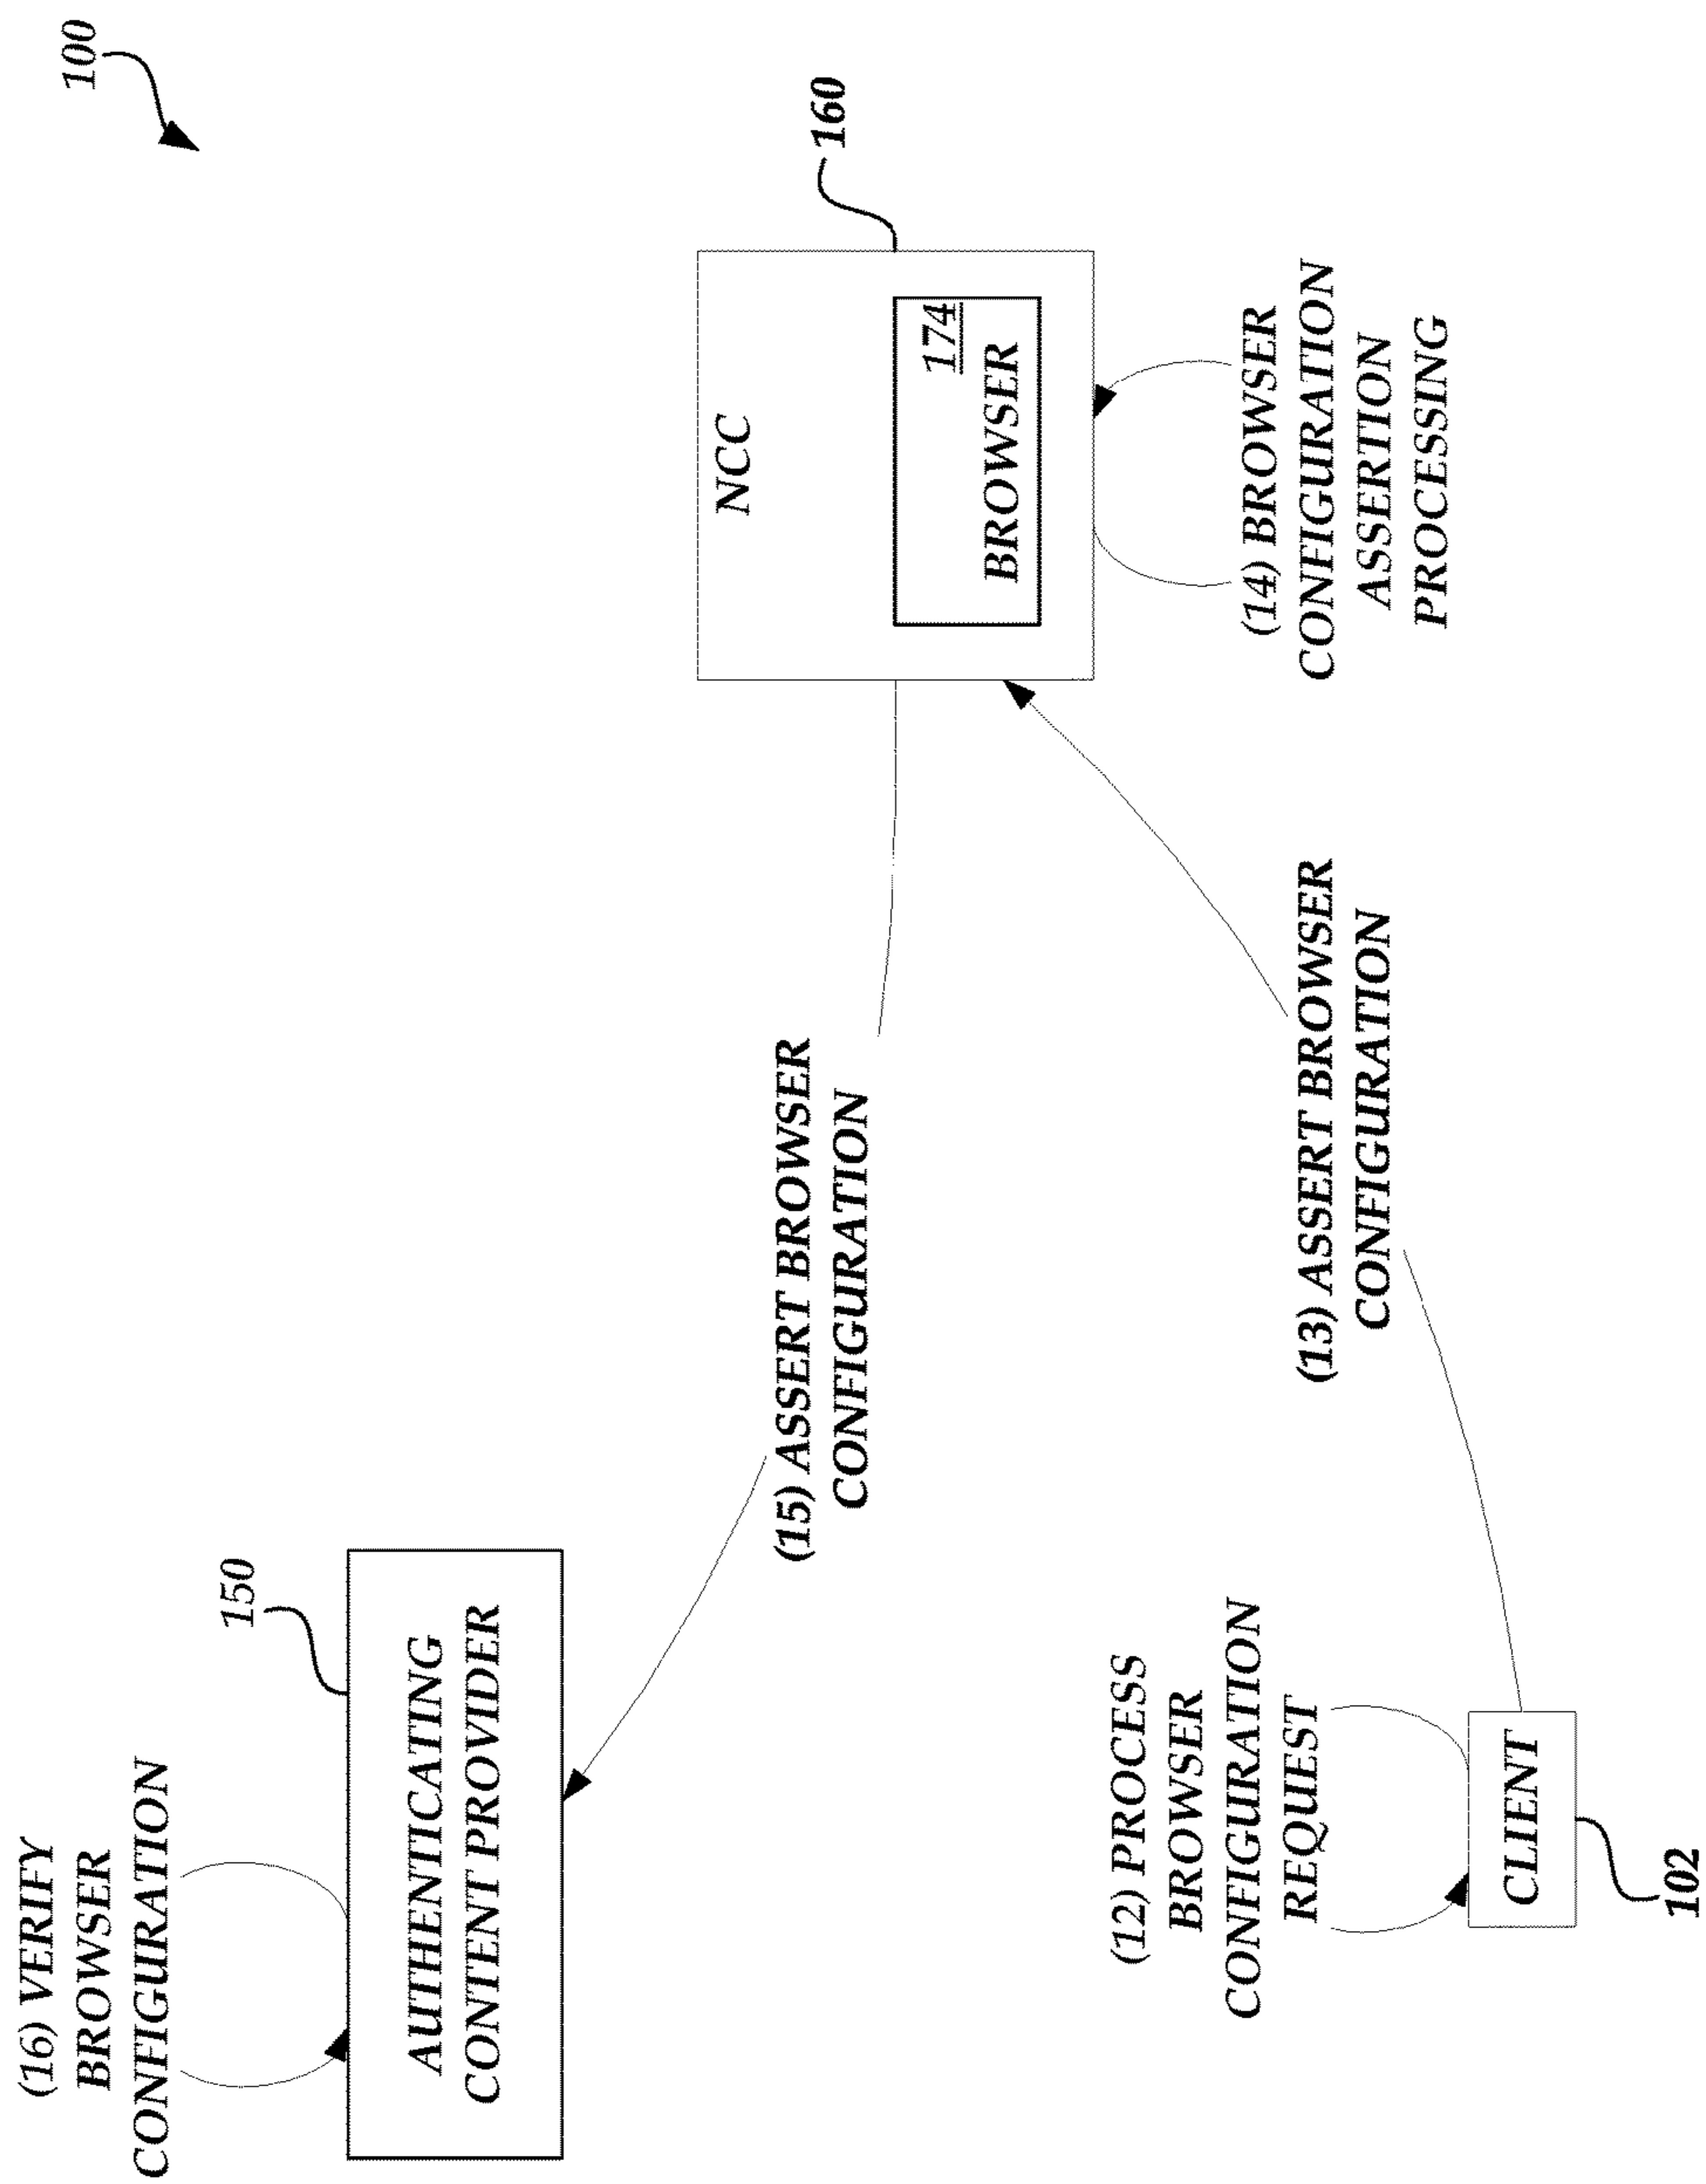 100
(16) VERIFY
BROWSER
CONFIGURATION
150
AUTHENTICATING
CONTENT PROVIDER
(15) ASSERT BROWSER
CONFIGURATION
NCC
160
174
BROWSER
(14) BROWSER
CONFIGURATION
ASSERTION
PROCESSING
(13) ASSERT BROWSER
CONFIGURATION
(12) PROCESS
BROWSER
CONFIGURATION
REQUEST
CLIENT
102